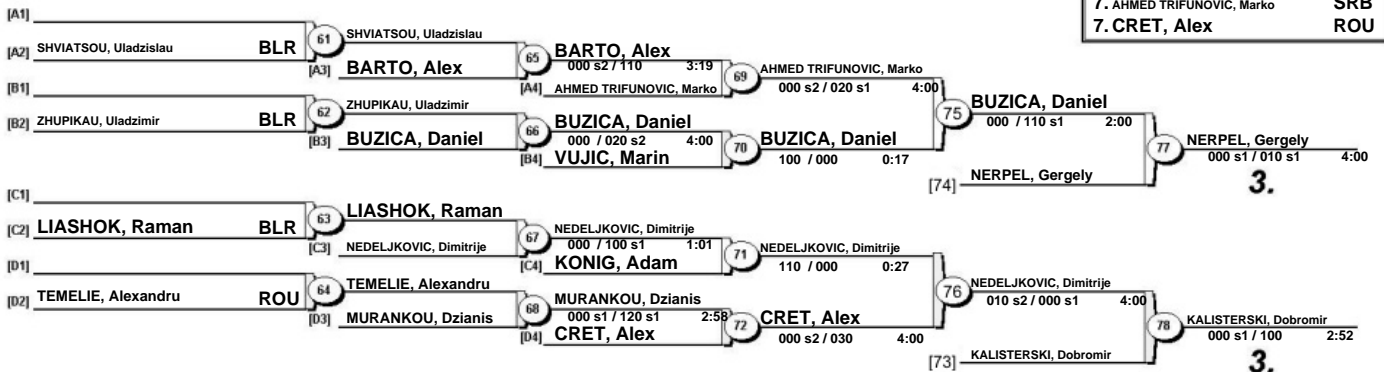 7. AHMED TRIFUNOVIC, Marko SRB
7. CRET, Alex ROU
[A1]
[A2] SHVIATSOU, Uladzislau BLR
61
SHVIATSOU, Uladzislau
[A3] BARTO, Alex
65
BARTO, Alex
000 s2 / 110 3:19
[A4] AHMED TRIFUNOVIC, Marko
69
AHMED TRIFUNOVIC, Marko
000 s2 / 020 s1 4:00
[B1]
[B2] ZHUPIKAU, Uladzimir BLR
62
ZHUPIKAU, Uladzimir
[B3] BUZICA, Daniel
66
BUZICA, Daniel
000 / 020 s2 4:00
[B4] VUJIC, Marin
70
BUZICA, Daniel
100 / 000 0:17
75
BUZICA, Daniel
000 / 110 s1 2:00
[74] NERPEL, Gergely
77
NERPEL, Gergely
000 s1 / 010 s1 4:00
3.
[C1]
[C2] LIASHOK, Raman BLR
63
LIASHOK, Raman
[C3] NEDELJKOVIC, Dimitrije
67
NEDELJKOVIC, Dimitrije
000 / 100 s1 1:01
[C4] KONIG, Adam
71
NEDELJKOVIC, Dimitrije
110 / 000 0:27
[D1]
[D2] TEMELIE, Alexandru ROU
64
TEMELIE, Alexandru
[D3] MURANKOU, Dzianis
68
MURANKOU, Dzianis
000 s1 / 120 s1 2:58
[D4] CRET, Alex
72
CRET, Alex
000 s2 / 030 4:00
76
NEDELJKOVIC, Dimitrije
010 s2 / 000 s1 4:00
[73] KALISTERSKI, Dobromir
78
KALISTERSKI, Dobromir
000 s1 / 100 2:52
3.